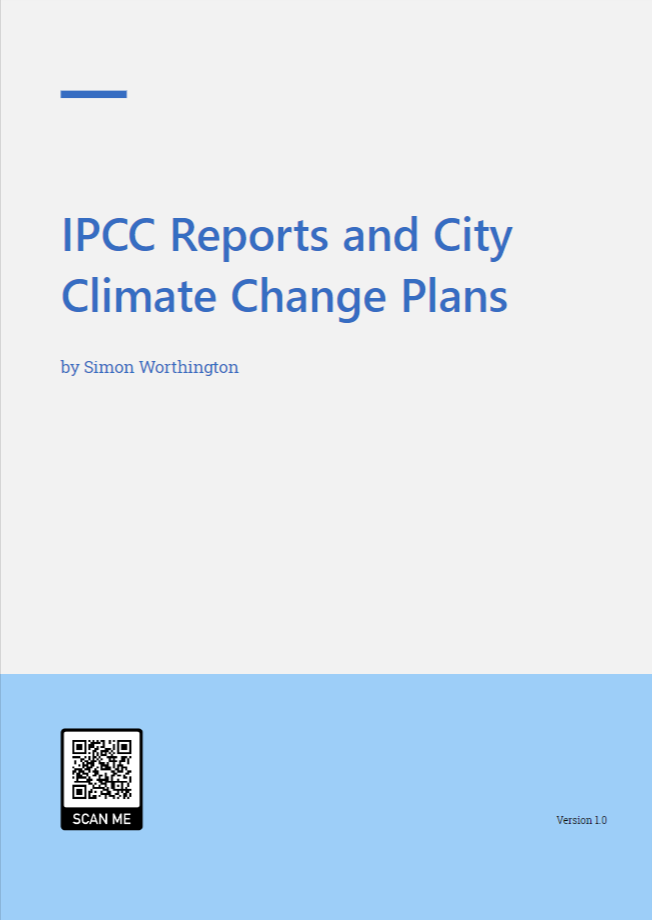 IPCC Reports and City
Climate Change Plans
by Simon Worthington
SCAN ME
Version 1.0